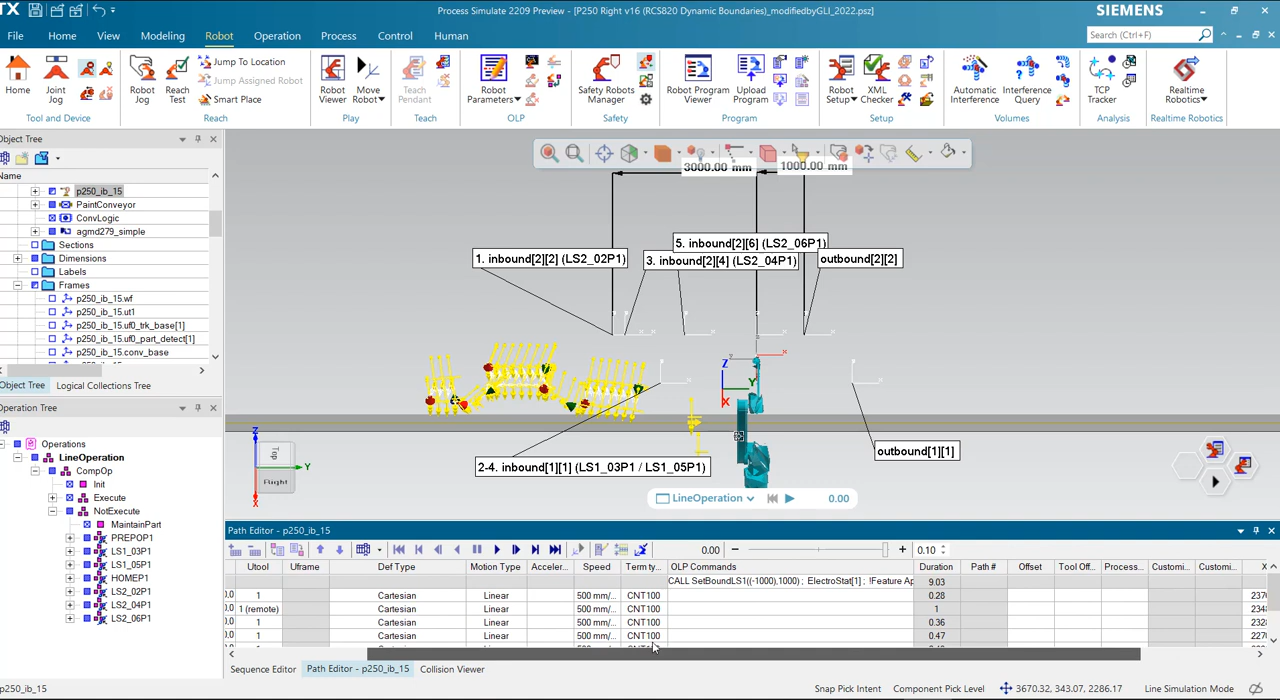 TX
Process Simulate 2209 Preview - [P250 Right v16 (RCS820 Dynamic Boundaries)_modifiedbyGLI_2022.psz]
SIEMENS
File Home View Modeling Robot Operation Process Control Human
Search (Ctrl+F)
Home
Joint Jog
Robot Jog
Reach Test
Jump To Location
Jump Assigned Robot
Smart Place
Robot Viewer
Move Robot
Teach Pendant
Robot Parameters
Safety Robots Manager
Robot Program Viewer
Upload Program
Robot Setup
XML Checker
Automatic Interference
Interference Query
TCP Tracker
Realtime Robotics
Tool and Device Reach Play Teach OLP Safety Program Setup Volumes Analysis Realtime Robotics
Object Tree
Name
p250_ib_15
PaintConveyor
ConvLogic
agmd279_simple
Sections
Dimensions
Labels
Frames
p250_ib_15.wf
p250_ib_15.ut1
p250_ib_15.uf0_trk_base[1]
p250_ib_15.uf0_part_detect[1]
p250_ib_15.conv_base
Object Tree Logical Collections Tree
Operation Tree
Operations
LineOperation
CompOp
Init
Execute
NotExecute
MaintainPart
PREPOP1
LS1_03P1
LS1_05P1
HOMEP1
LS2_02P1
LS2_04P1
LS2_06P1
3000.00 mm
1000.00 mm
5. inbound[2][6] (LS2_06P1)
1. inbound[2][2] (LS2_02P1)
3. inbound[2][4] (LS2_04P1)
outbound[2][2]
Z
Y
X
2-4. inbound[1][1] (LS1_03P1 / LS1_05P1)
outbound[1][1]
Z
Top
Y
Right
X
LineOperation 0.00
Path Editor - p250_ib_15
0.00 0.10
Utool Uframe Def Type Motion Type Acceler... Speed Term ty... OLP Commands Duration Path # Offset Tool Off... Process... Customi... Customi... X
CALL SetBoundLS1((-1000),1000) ; ElectroStat[1] ; !Feature Ap 9.03
0.0 1 Cartesian Linear 500 mm/... CNT100 0.28 2370
0.0 1 (remote) Cartesian Linear 500 mm/... CNT100 1 2348
0.0 1 Cartesian Linear 500 mm/... CNT100 0.36 2328
0.0 1 Cartesian Linear 500 mm/... CNT100 0.47 2328
Sequence Editor Path Editor - p250_ib_15 Collision Viewer
p250_ib_15
Snap Pick Intent Component Pick Level 3670.32, 343.07, 2286.17 Line Simulation Mode